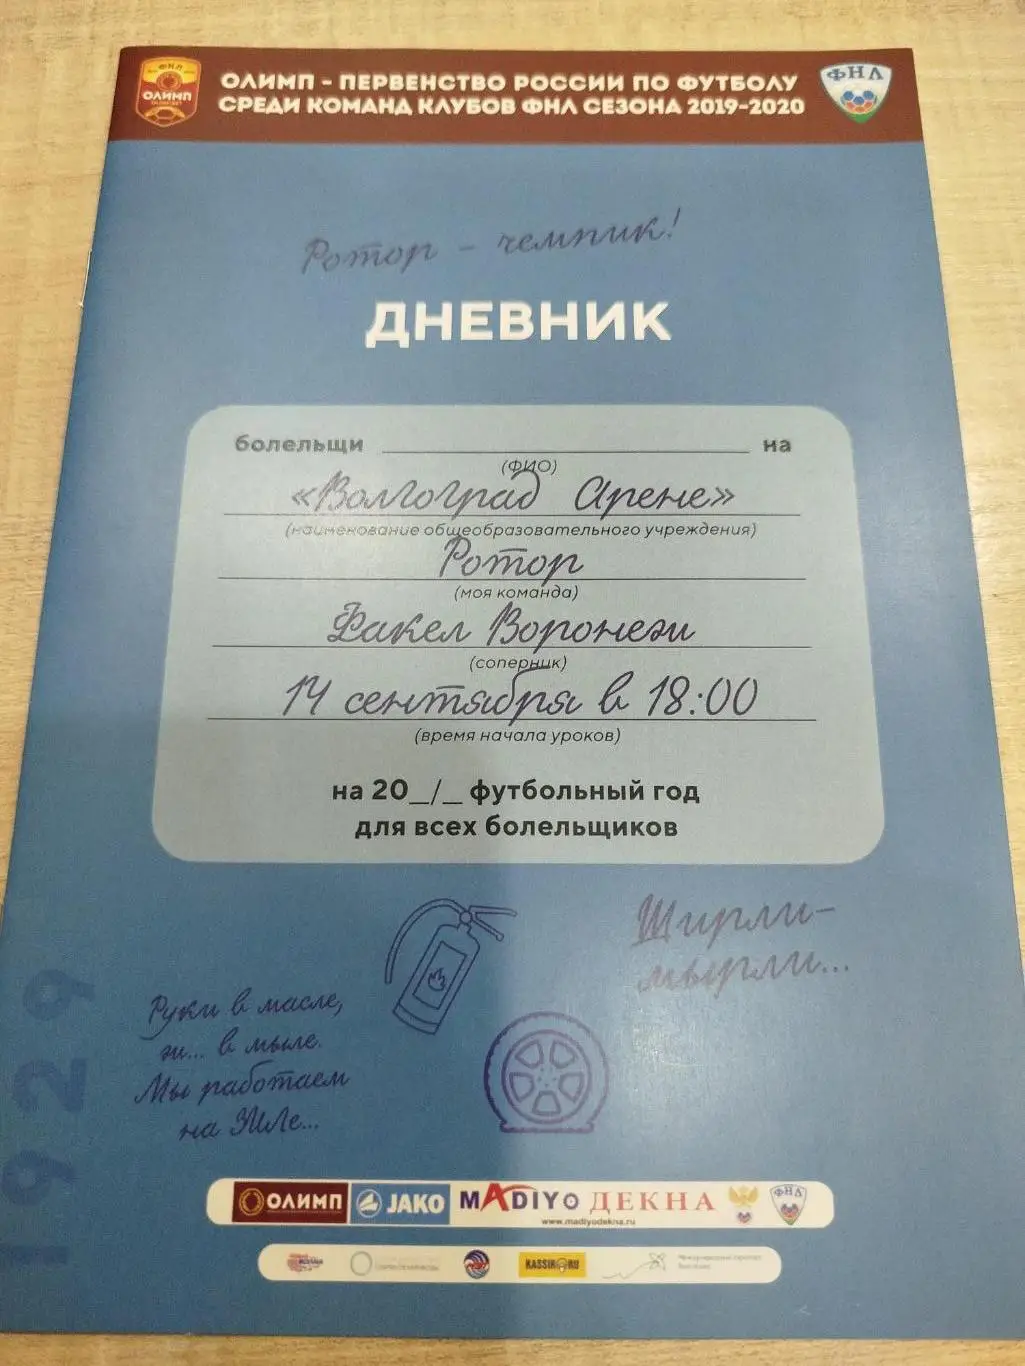 ОЛИМП - ПЕРВЕНСТВО РОССИИ ПО ФУТБОЛУ
СРЕДИ КОМАНД КЛУБОВ ФНЛ СЕЗОНА 2019-2020
ФНЛ
ОЛИМП
ФНЛ
Ротор - чемпик!
ДНЕВНИК
болельщи на
(ФИО)
«Волгоград Арене»
(наименование общеобразовательного учреждения)
Ротор
(моя команда)
Факел Воронеж
(соперник)
14 сентября в 18:00
(время начала уроков)
на 20_/_ футбольный год
для всех болельщиков
Ширли-
мырли...
Руки в масле,
ж... в мыле.
Мы работаем
на ЗИЛе...
1929
ОЛИМП
JAKO
MADIYO ДЕКНА
www.madiyodekna.ru
ФНЛ
KASSIR.RU